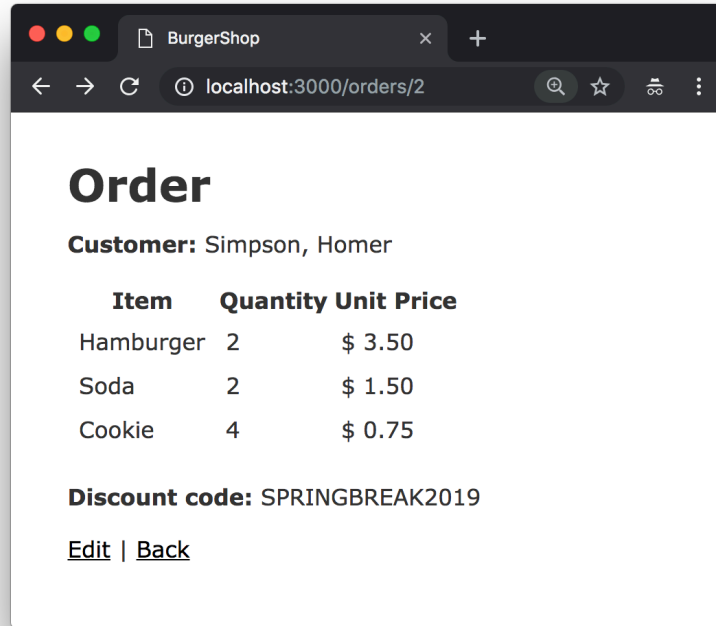 BurgerShop
localhost:3000/orders/2
Order
Customer: Simpson, Homer
Item Quantity Unit Price
Hamburger 2 $ 3.50
Soda 2 $ 1.50
Cookie 4 $ 0.75
Discount code: SPRINGBREAK2019
Edit | Back